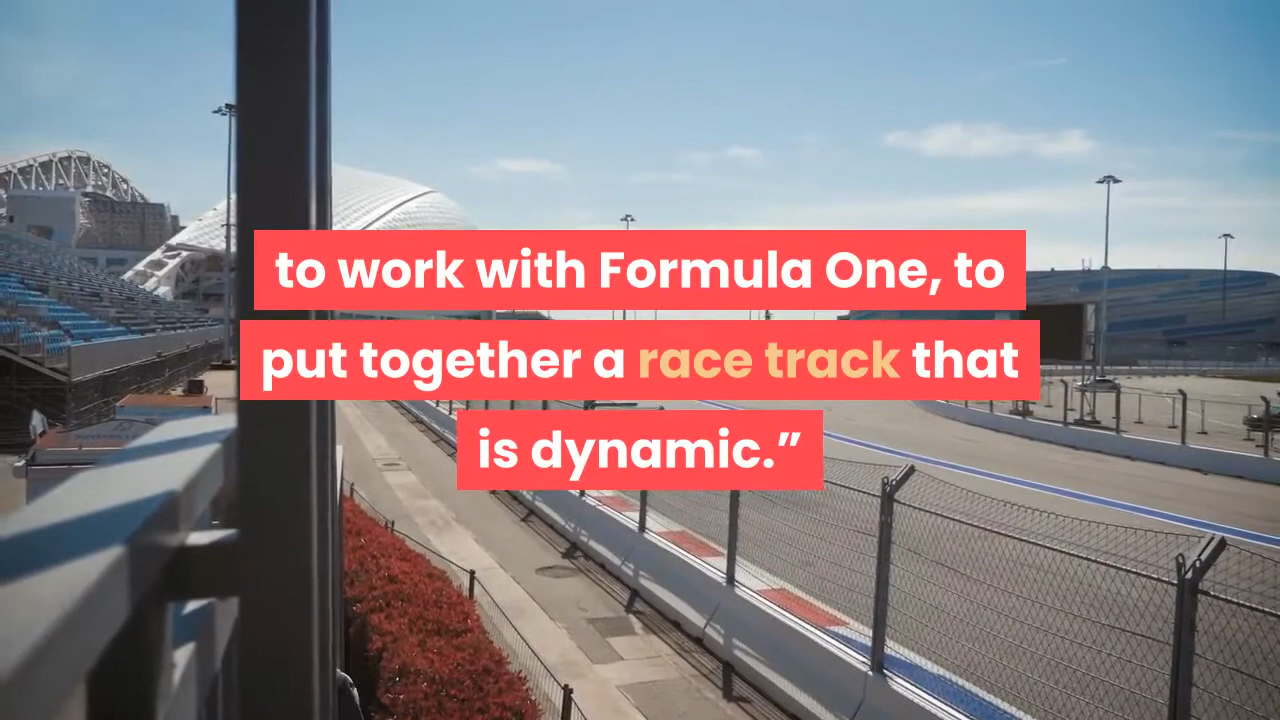 to work with Formula One, to
put together a race track that
is dynamic.”